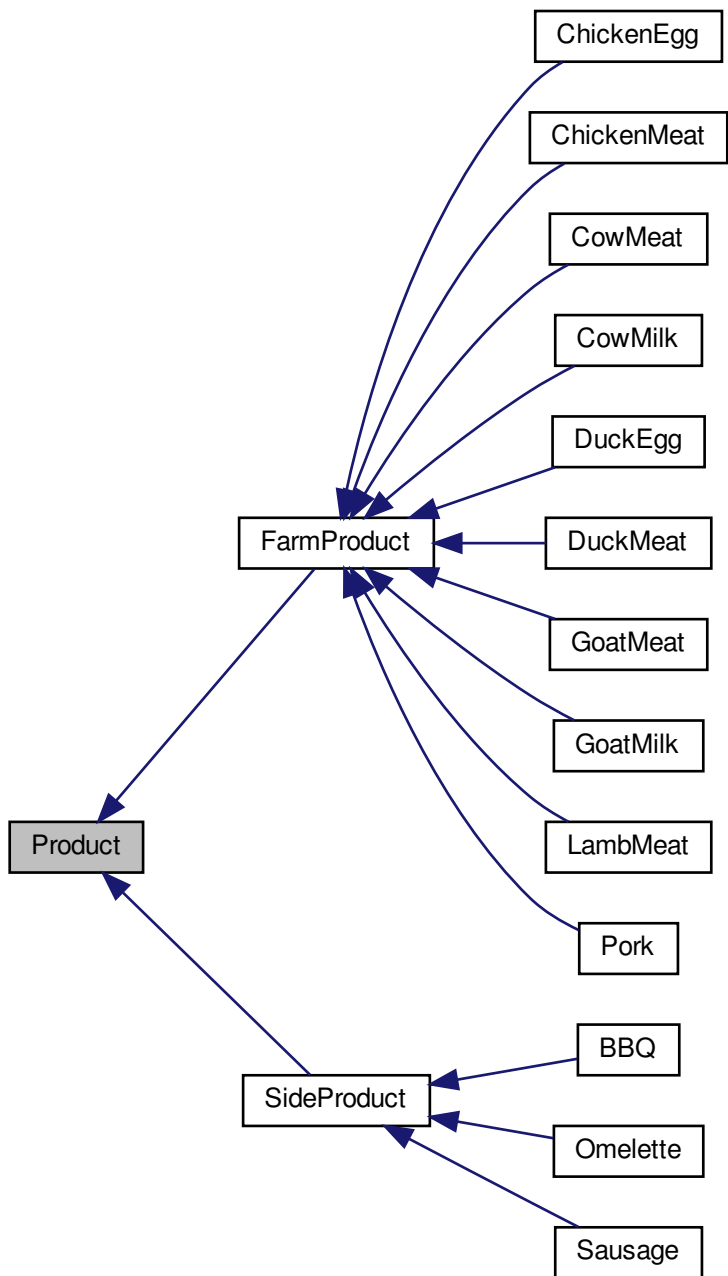 ChickenEgg
ChickenMeat
CowMeat
CowMilk
DuckEgg
FarmProduct
DuckMeat
GoatMeat
GoatMilk
Product
LambMeat
Pork
BBQ
SideProduct
Omelette
Sausage